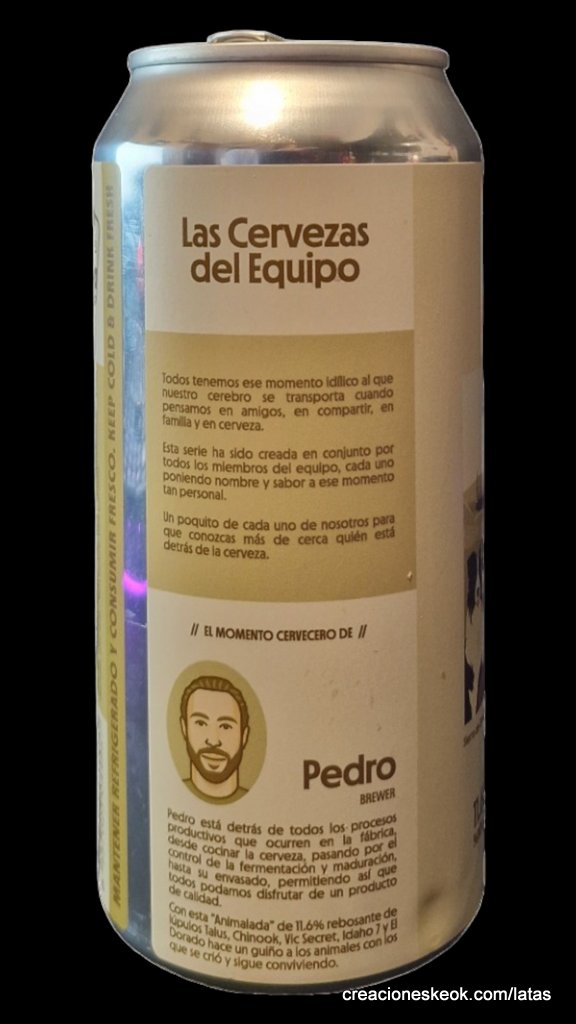 Las Cervezas
del Equipo
Todos tenemos ese momento idílico al que
nuestro cerebro se transporta cuando
pensamos en amigos, en compartir, en
familia y en cerveza.
Esta serie ha sido creada en conjunto por
todos los miembros del equipo, cada uno
poniendo nombre y sabor a ese momento
tan personal.
Un poquito de cada uno de nosotros para
que conozcas más de cerca quién está
detrás de la cerveza.
// EL MOMENTO CERVECERO DE //
Pedro
BREWER
Pedro está detrás de todos los procesos
productivos que ocurren en la fábrica,
desde cocinar la cerveza, pasando por el
control de la fermentación y maduración,
hasta su envasado, permitiendo así que
todos podamos disfrutar de un producto
de calidad.
Con esta "Animalada" de 11.6% rebosante de
lúpulos Talus, Chinook, Vic Secret, Idaho 7 y El
Dorado hace un guiño a los animales con los
que se crió y sigue conviviendo.
MANTENER REFRIGERADO Y CONSUMIR FRESCO. KEEP COLD & DRINK FRESH
creacioneskeok.com/latas